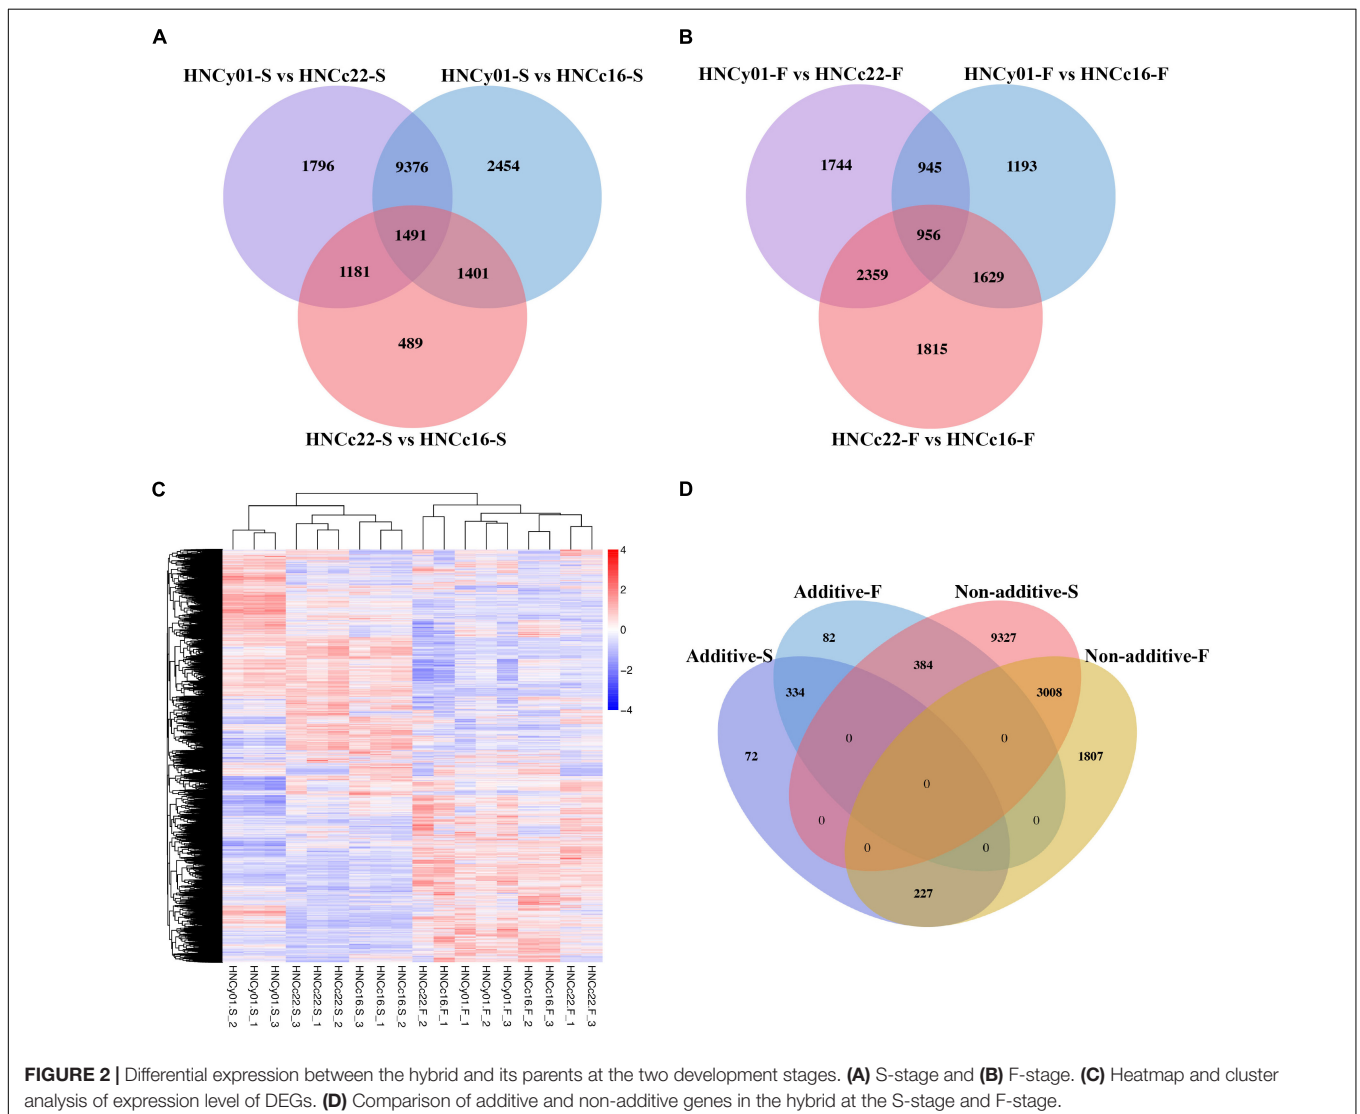 A
HNCy01-S vs HNCc22-S
HNCy01-S vs HNCc16-S
1796
9376
2454
1491
1181
1401
489
HNCc22-S vs HNCc16-S
B
HNCy01-F vs HNCc22-F
HNCy01-F vs HNCc16-F
1744
945
1193
956
2359
1629
1815
HNCc22-F vs HNCc16-F
C
4
2
0
−2
−4
HNCy01.S_2
HNCy01.S_1
HNCy01.S_3
HNCc22.S_3
HNCc22.S_1
HNCc22.S_2
HNCc16.S_3
HNCc16.S_1
HNCc16.S_2
HNCc22.F_2
HNCc16.F_1
HNCy01.F_1
HNCy01.F_2
HNCy01.F_3
HNCc16.F_2
HNCc16.F_3
HNCc22.F_1
HNCc22.F_3
D
Additive-F
Non-additive-S
Additive-S
Non-additive-F
82
9327
384
334
3008
0
0
72
1807
0
0
0
0
0
227
FIGURE 2 | Differential expression between the hybrid and its parents at the two development stages. (A) S-stage and (B) F-stage. (C) Heatmap and cluster
analysis of expression level of DEGs. (D) Comparison of additive and non-additive genes in the hybrid at the S-stage and F-stage.